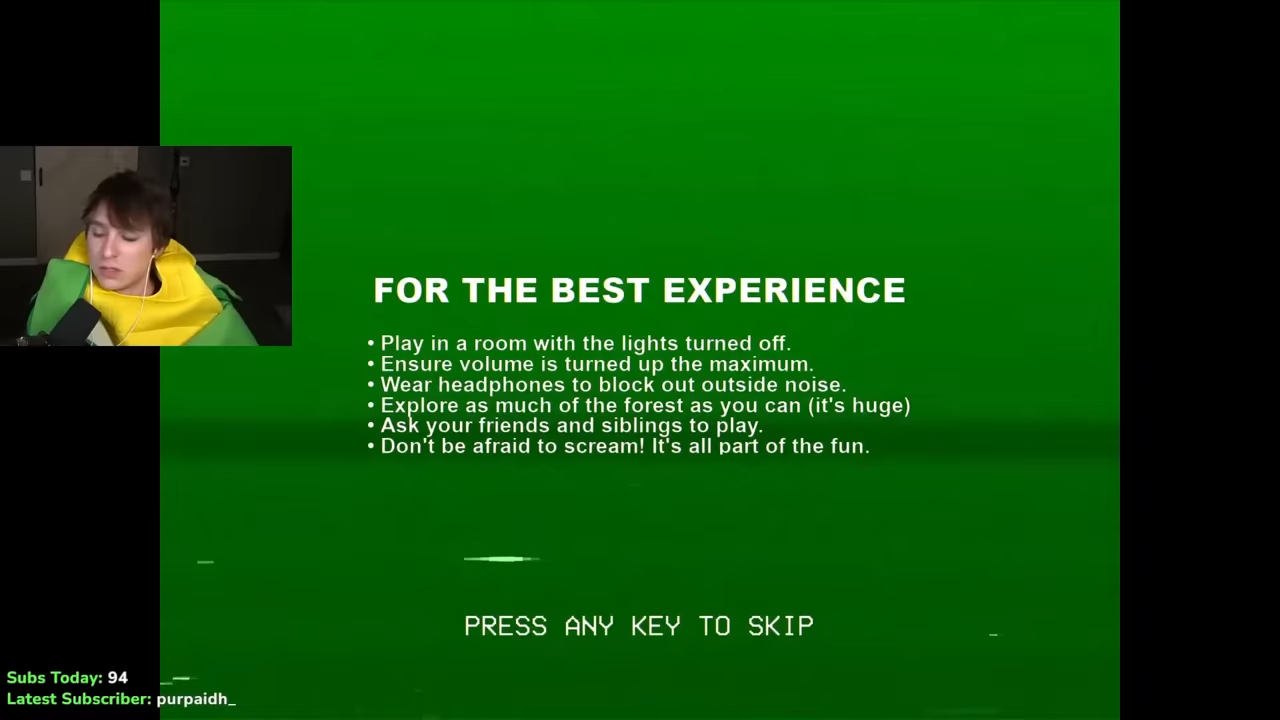 FOR THE BEST EXPERIENCE
• Play in a room with the lights turned off.
• Ensure volume is turned up the maximum.
• Wear headphones to block out outside noise.
• Explore as much of the forest as you can (it's huge)
• Ask your friends and siblings to play.
• Don't be afraid to scream! It's all part of the fun.
PRESS ANY KEY TO SKIP
Subs Today: 94
Latest Subscriber: purpaidh_